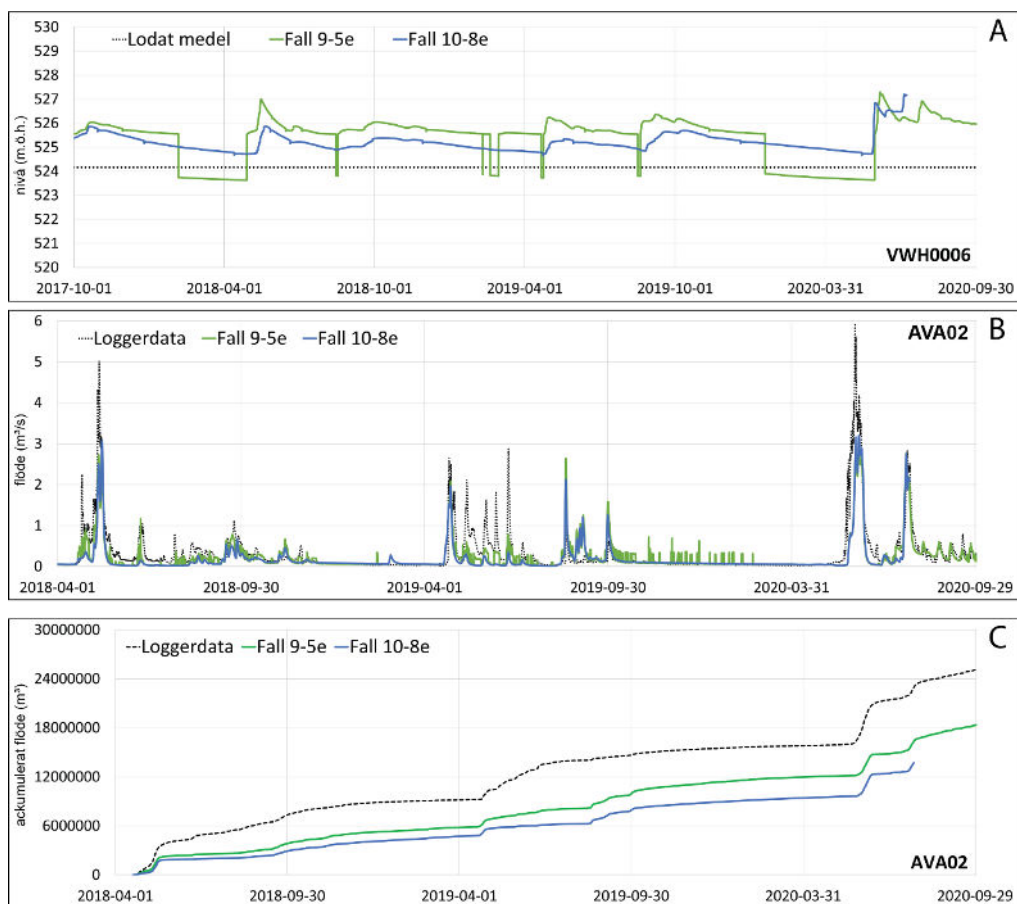 A
530
Lodat medel Fall 9-5e Fall 10-8e
529
528
527
526
525
524
523
522
521
520
nivå (m.ö.h.)
VWH0006
2017-10-01 2018-04-01 2018-10-01 2019-04-01 2019-10-01 2020-03-31 2020-09-30
B
AVA02
Loggerdata Fall 9-5e Fall 10-8e
6
5
4
3
2
1
0
flöde (m³/s)
2018-04-01 2018-09-30 2019-04-01 2019-09-30 2020-03-31 2020-09-29
C
30000000
Loggerdata Fall 9-5e Fall 10-8e
24000000
18000000
12000000
6000000
0
ackumulerat flöde (m³)
AVA02
2018-04-01 2018-09-30 2019-04-01 2019-09-30 2020-03-31 2020-09-29